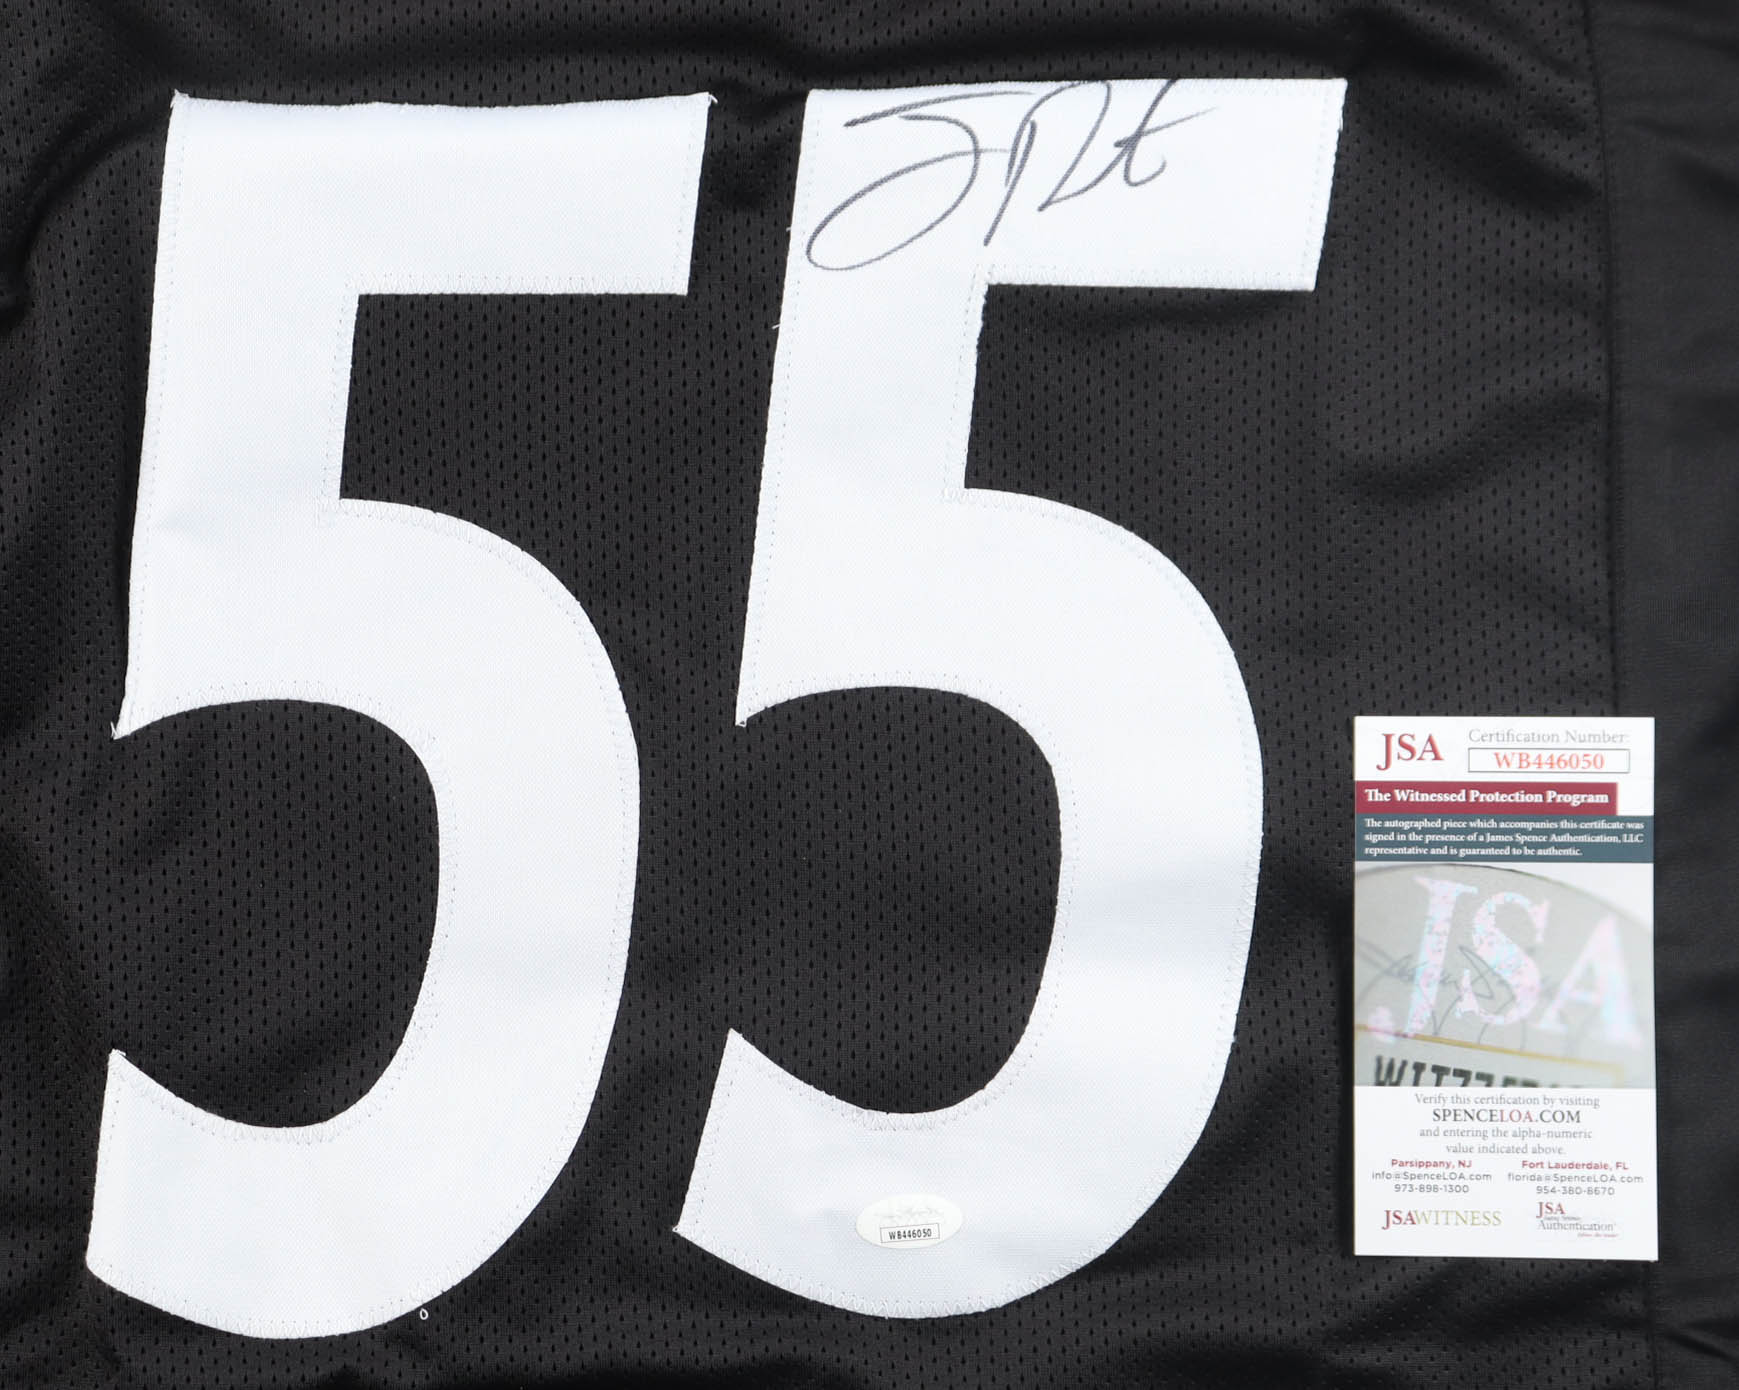 55
JSA
Certification Number:
WB446050
The Witnessed Protection Program
The autographed piece which accompanies this certificate was
signed in the presence of a James Spence Authentication, LLC
representative and is guaranteed to be authentic.
JSA
Verify this certification by visiting
SPENCELOA.COM
and entering the alpha-numeric
value indicated above.
Parsippany, NJ
info@SpenceLOA.com
973-898-1300
Fort Lauderdale, FL
florida@SpenceLOA.com
954-380-8670
JSAWITNESS
JSA
Authentication
WB446050